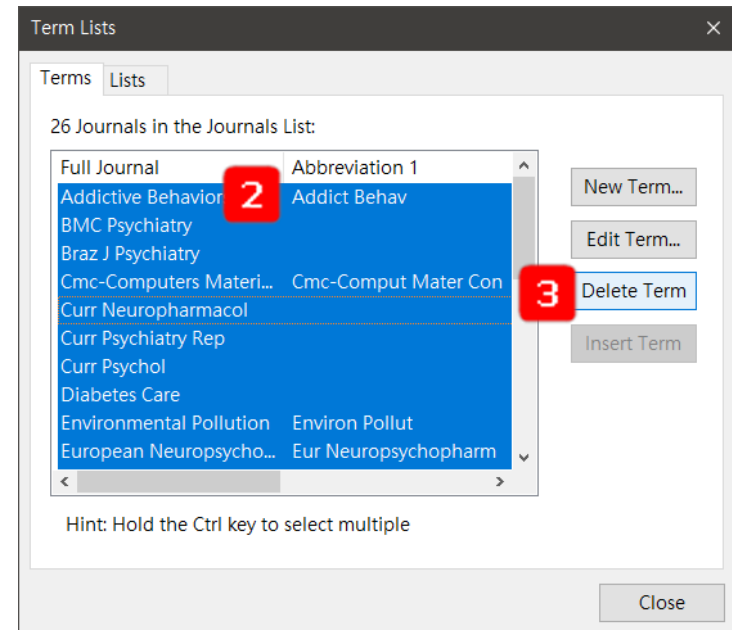 Term Lists
Terms Lists
26 Journals in the Journals List:
Full Journal Abbreviation 1
Addictive Behavior 2 Addict Behav
BMC Psychiatry
Braz J Psychiatry
Cmc-Computers Materi... Cmc-Comput Mater Con
Curr Neuropharmacol
Curr Psychiatry Rep
Curr Psychol
Diabetes Care
Environmental Pollution Environ Pollut
European Neuropsycho... Eur Neuropsychopharm
New Term...
Edit Term...
3 Delete Term
Insert Term
Hint: Hold the Ctrl key to select multiple
Close